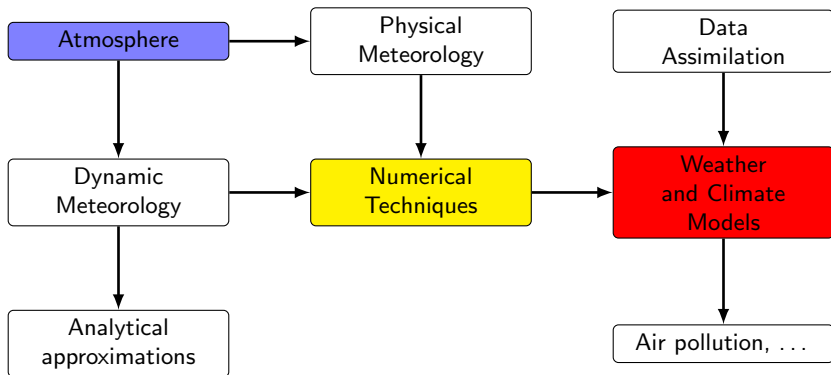 Atmosphere
Physical
Meteorology
Data
Assimilation
Dynamic
Meteorology
Numerical
Techniques
Weather
and Climate
Models
Analytical
approximations
Air pollution, ...